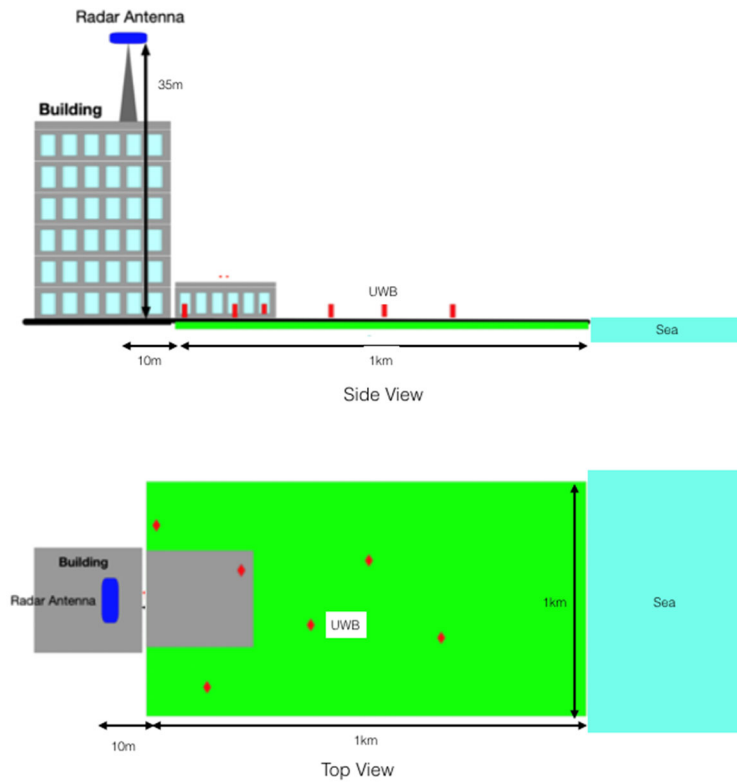 Radar Antenna
35m
Building
UWB
Sea
10m
1km
Side View
Building
Radar Antenna
1km
Sea
UWB
10m
1km
Top View